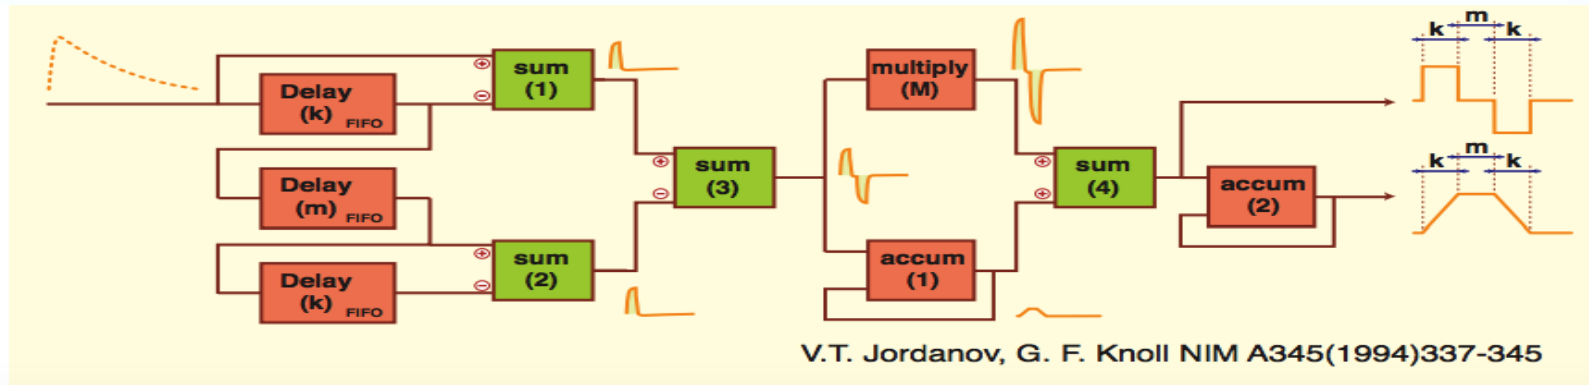 Delay
(k) FIFO
Delay
(m) FIFO
Delay
(k) FIFO
⊕
⊖
sum
(1)
⊕
⊖
sum
(2)
⊕
⊖
sum
(3)
multiply
(M)
accum
(1)
⊕
⊕
sum
(4)
accum
(2)
m
k k
m
k k
V.T. Jordanov, G. F. Knoll NIM A345(1994)337-345